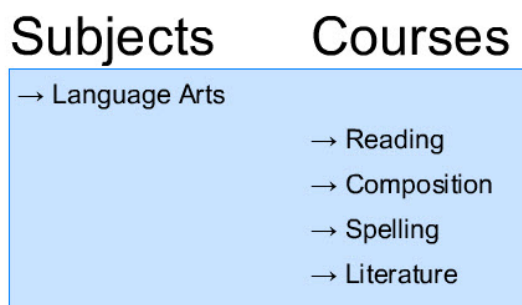 Subjects Courses
→ Language Arts
→ Reading
→ Composition
→ Spelling
→ Literature